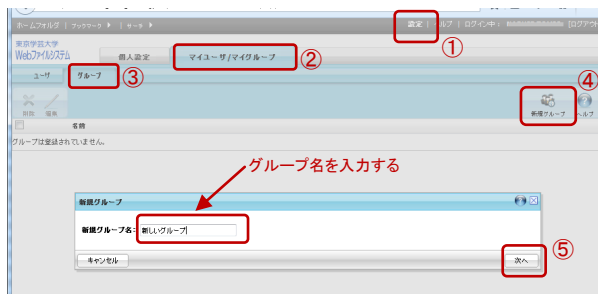 ホームフォルダ | ブックマーク ▶ | サーch ▶
設定 | ヘルプ | ログイン中: [ログアウト
①
東京学芸大学
Webファイルシステム
個人設定
マイユーザ/マイグループ
②
ユーザ
グループ
③
④
削除
編集
新規グループ
ヘルプ
名前
グループは登録されていません。
グループ名を入力する
新規グループ
新規グループ名:
新しいグループ
⑤
キャンセル
次へ